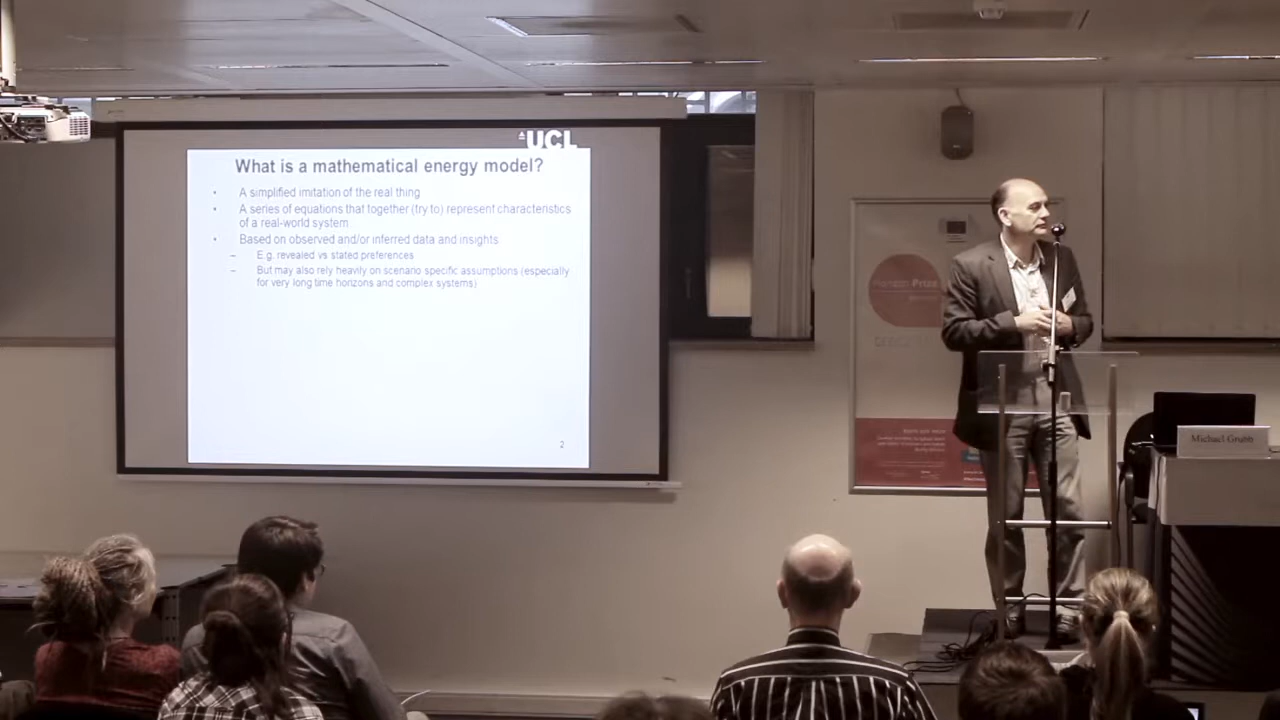 UCL
What is a mathematical energy model?
• A simplified imitation of the real thing
• A series of equations that together (try to) represent characteristics
of a real-world system
• Based on observed and/or inferred data and insights
– E.g. revealed vs stated preferences
– But may also rely heavily on scenario specific assumptions (especially
for very long time horizons and complex systems)
2
Horizon Prize
Michael Grubb